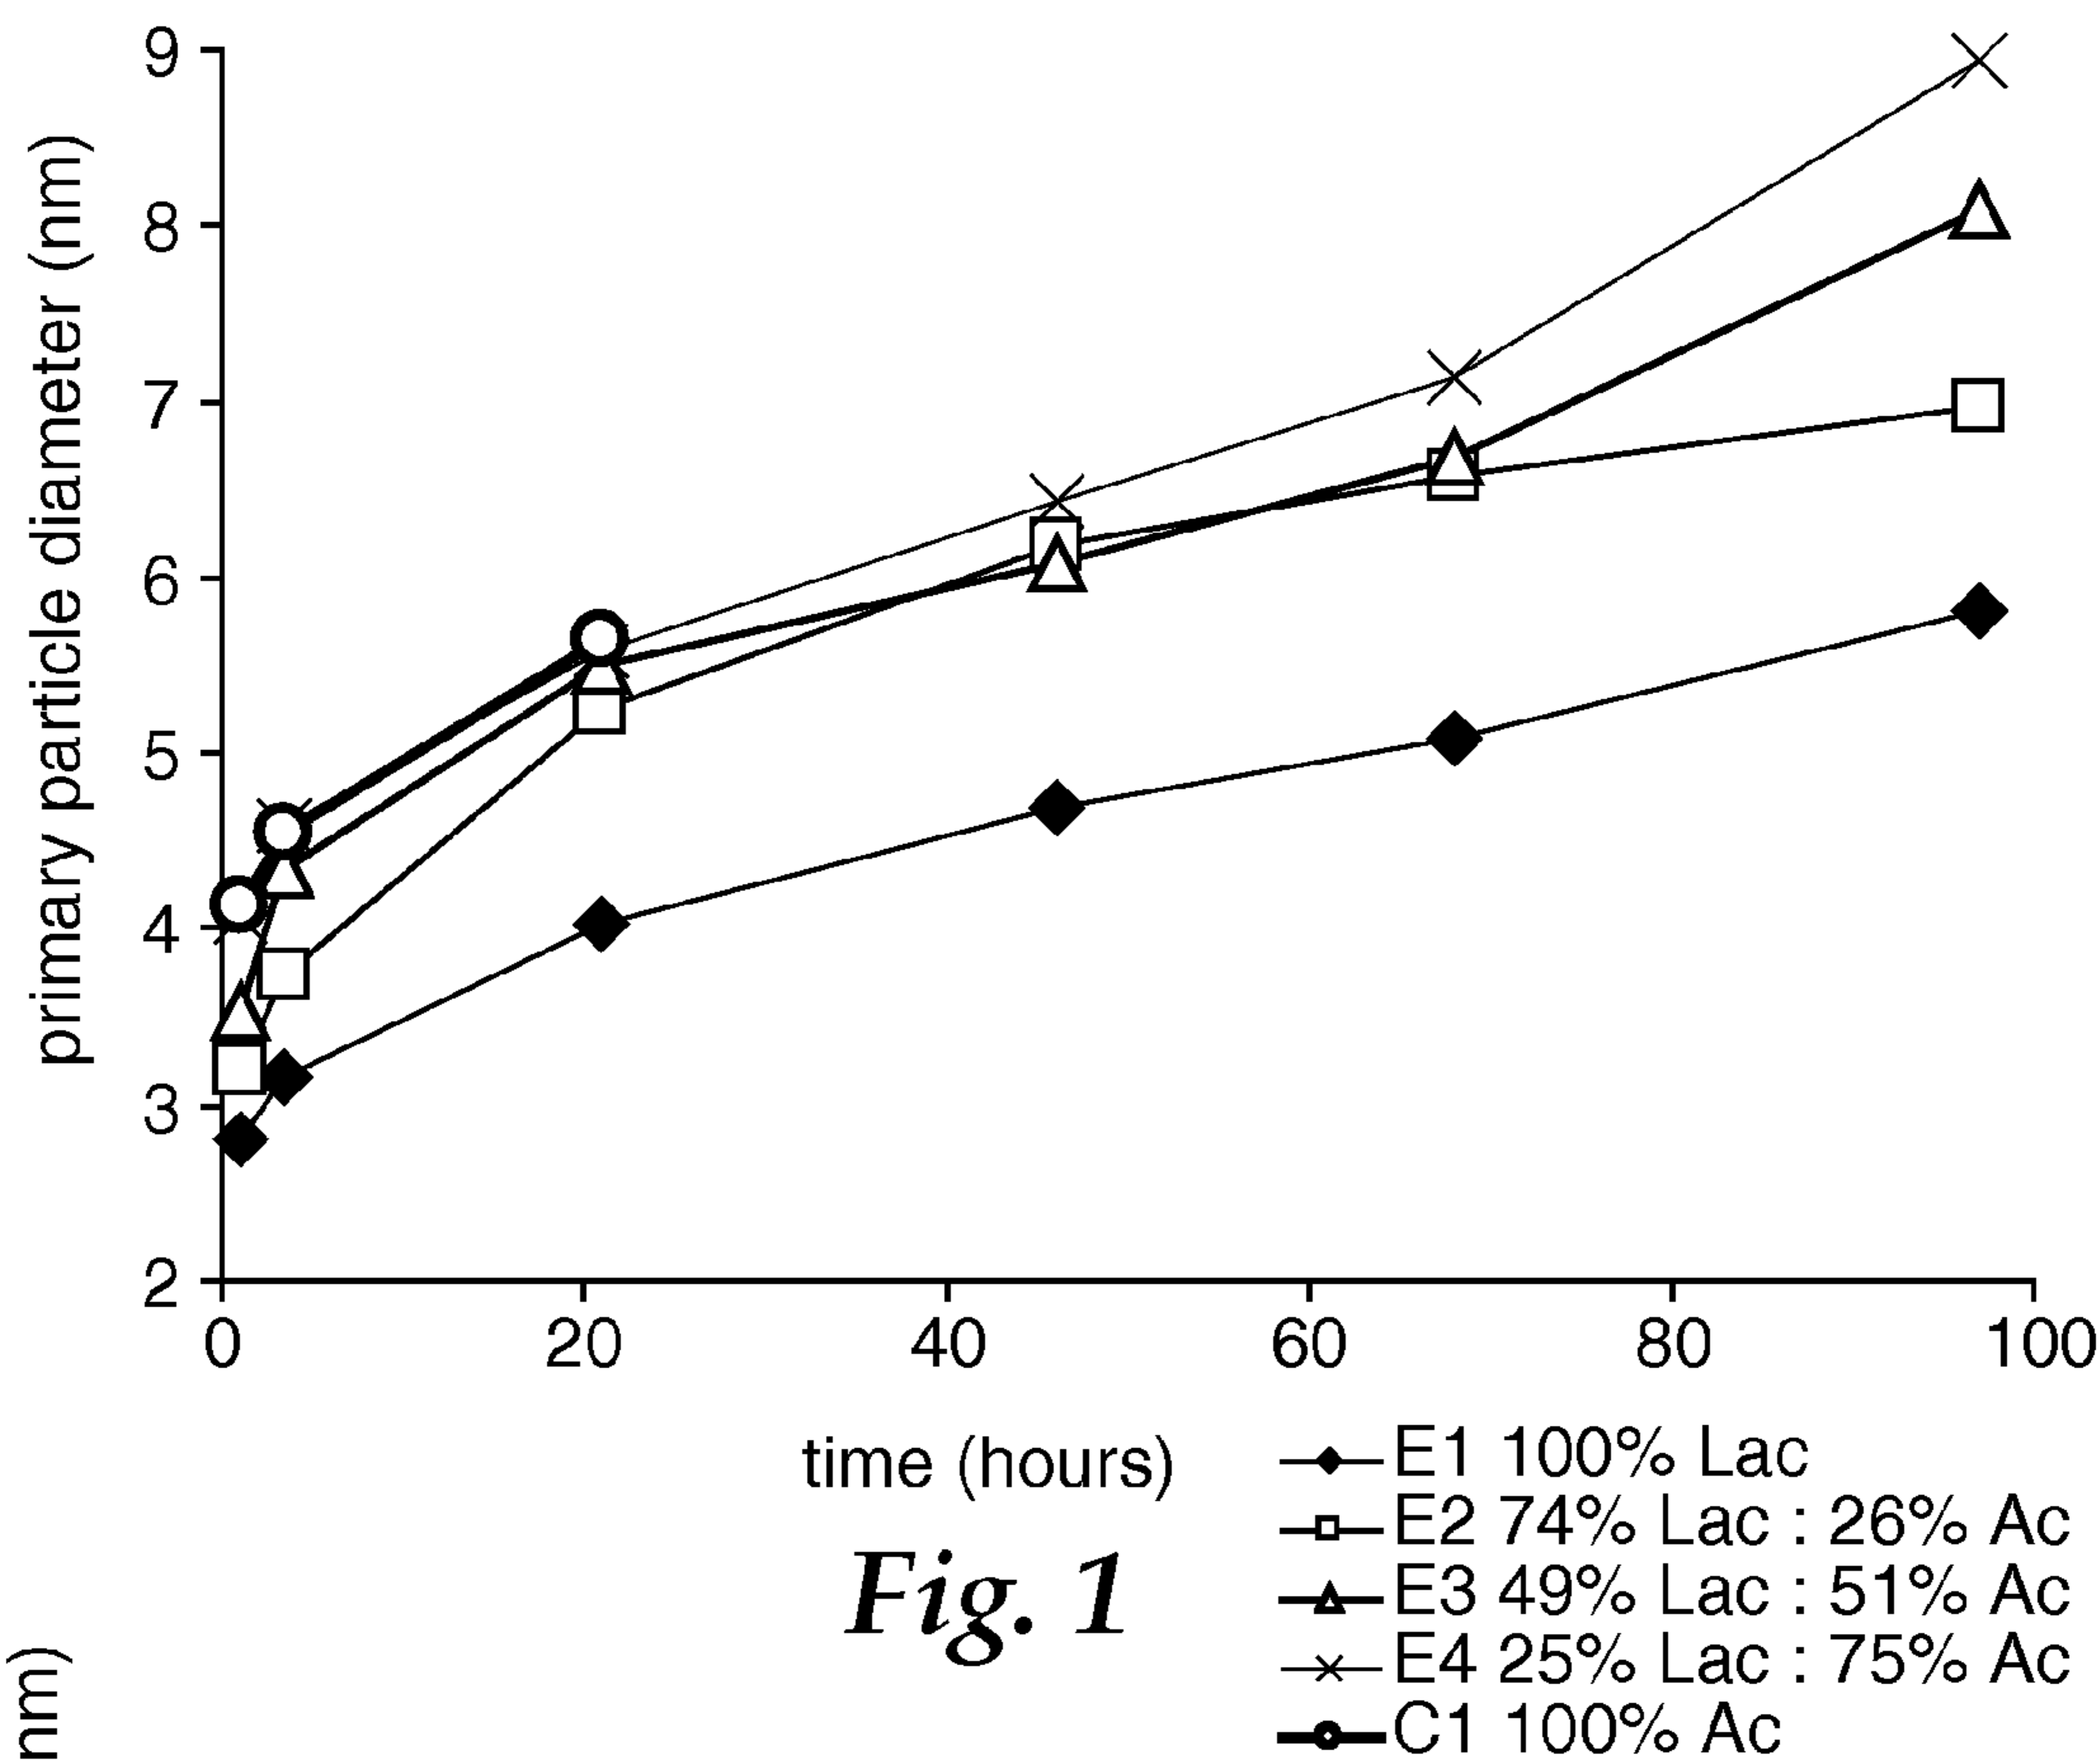 primary particle diameter (nm)
9
8
7
6
5
4
3
2
0 20 40 60 80 100
time (hours)
E1 100% Lac
E2 74% Lac : 26% Ac
E3 49% Lac : 51% Ac
E4 25% Lac : 75% Ac
C1 100% Ac
Fig. 1
nm)